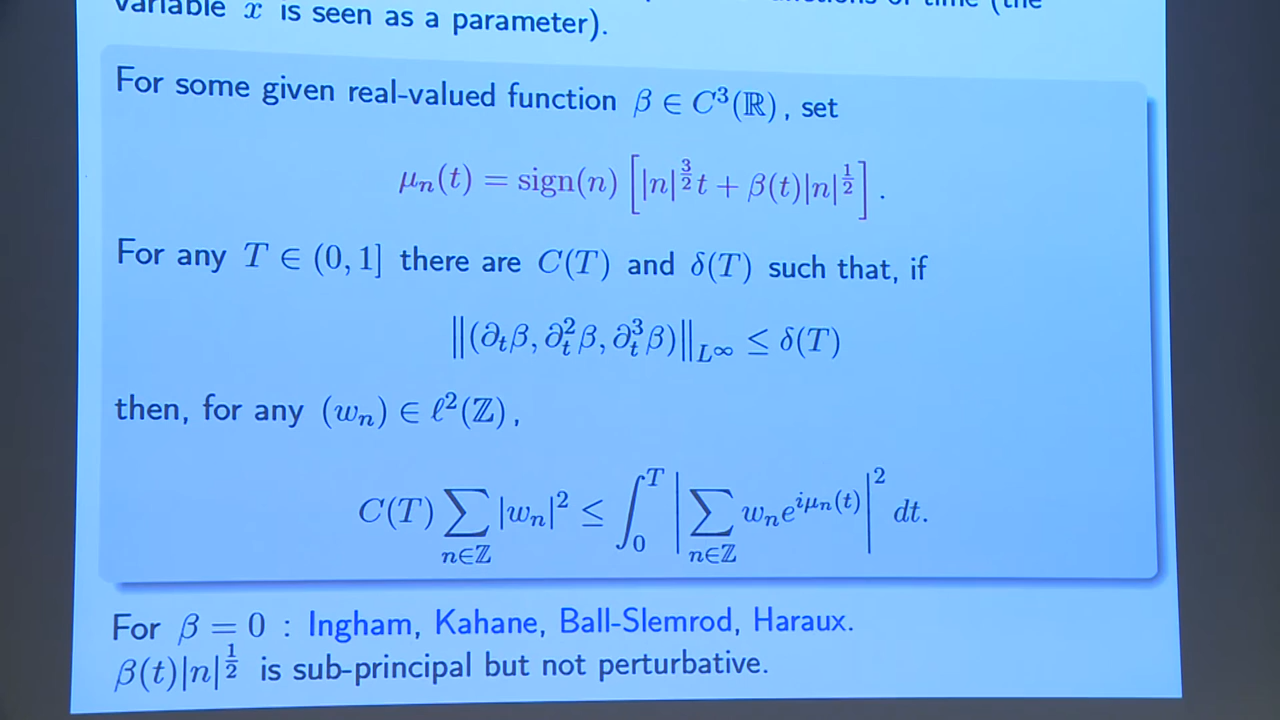 variable x is seen as a parameter).
For some given real-valued function β ∈ C³(ℝ), set
μₙ(t) = sign(n) [|n|^{3/2} t + β(t)|n|^{1/2}] .
For any T ∈ (0, 1] there are C(T) and δ(T) such that, if
‖(∂ₜβ, ∂ₜ²β, ∂ₜ³β)‖_{L^∞} ≤ δ(T)
then, for any (wₙ) ∈ ℓ²(ℤ),
C(T) ∑_{n∈ℤ} |wₙ|² ≤ ∫₀ᵀ |∑_{n∈ℤ} wₙ e^{iμₙ(t)}|² dt.
For β = 0 : Ingham, Kahane, Ball-Slemrod, Haraux.
β(t)|n|^{1/2} is sub-principal but not perturbative.